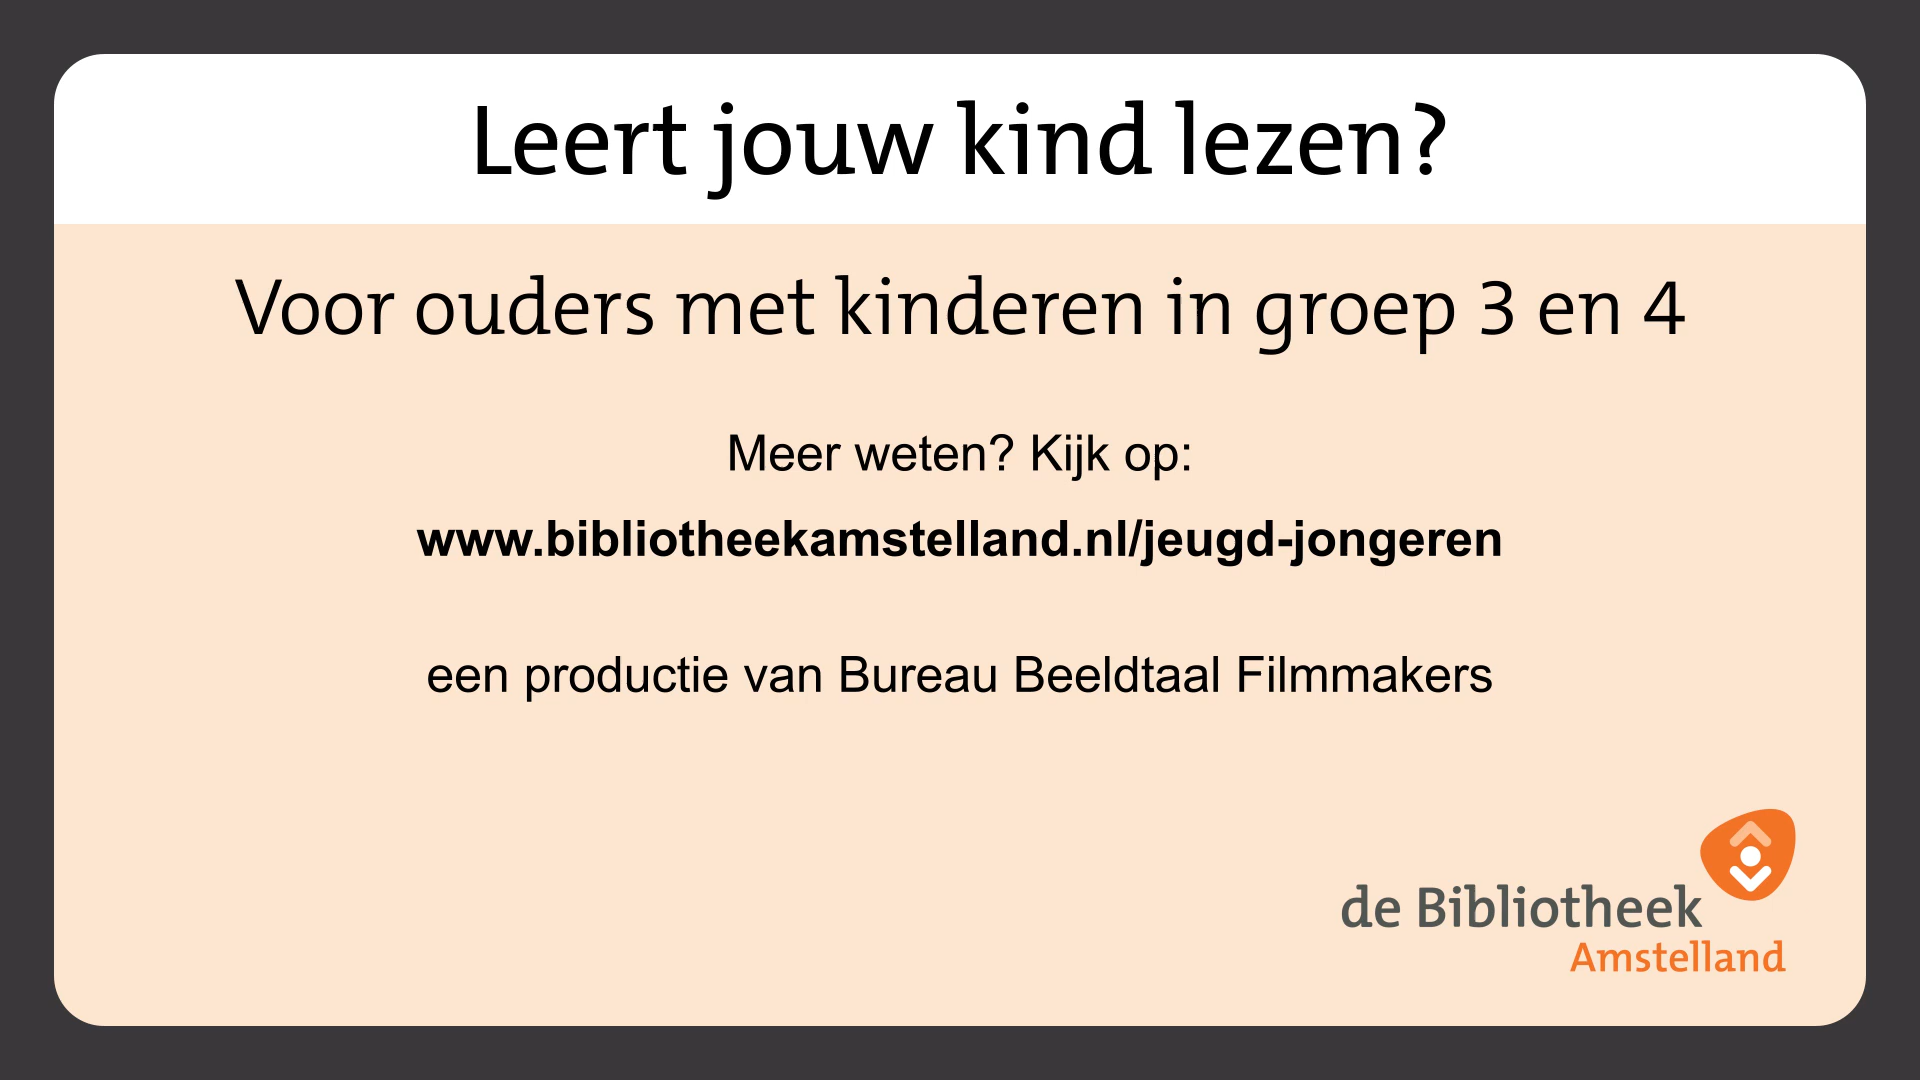 Leert jouw kind lezen?
Voor ouders met kinderen in groep 3 en 4
Meer weten? Kijk op:
www.bibliotheekamstelland.nl/jeugd-jongeren
een productie van Bureau Beeldtaal Filmmakers
de Bibliotheek
Amstelland